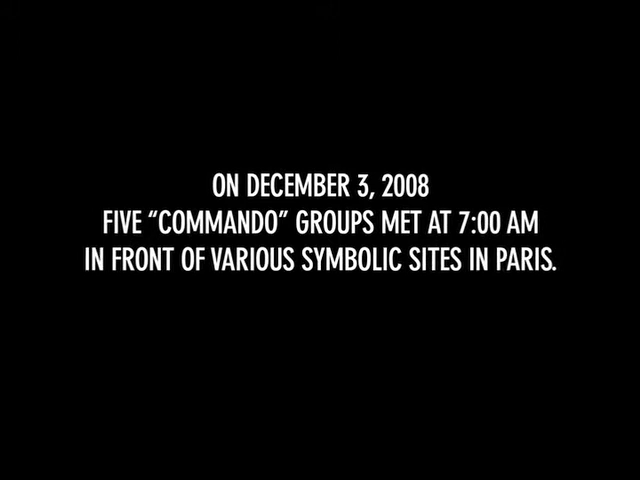 ON DECEMBER 3, 2008
FIVE “COMMANDO” GROUPS MET AT 7:00 AM
IN FRONT OF VARIOUS SYMBOLIC SITES IN PARIS.